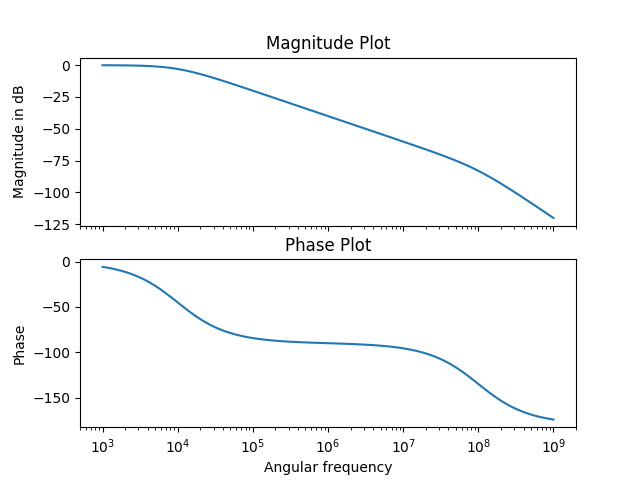 Magnitude Plot
Magnitude in dB
0
−25
−50
−75
−100
−125
Phase Plot
Phase
0
−50
−100
−150
10³ 10⁴ 10⁵ 10⁶ 10⁷ 10⁸ 10⁹
Angular frequency